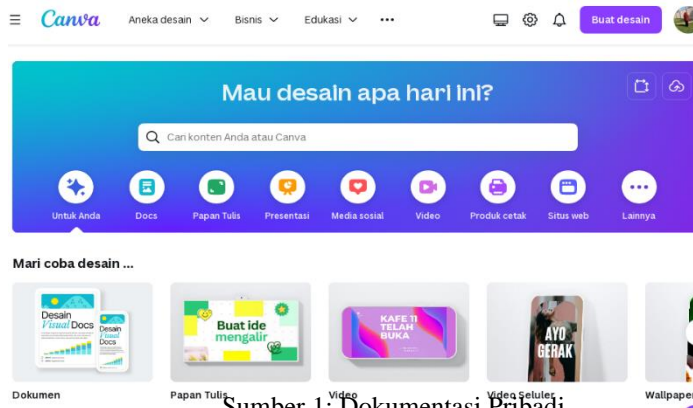 Canva Aneka desain Bisnis Edukasi Buat desain
Mau desain apa hari ini?
Cari konten Anda atau Canva
Untuk Anda Docs Papan Tulis Presentasi Media sosial Video Produk cetak Situs web Lainnya
Mari coba desain ...
Desain
Visual Docs
Desain
Visual
Docs
Buat ide
mengalir
KAFE 11
TELAH
BUKA
AYO
GERAK
Dokumen Papan Tulis Video Video Seluler Wallpaper
Sumber 1: Dokumentasi Pribadi